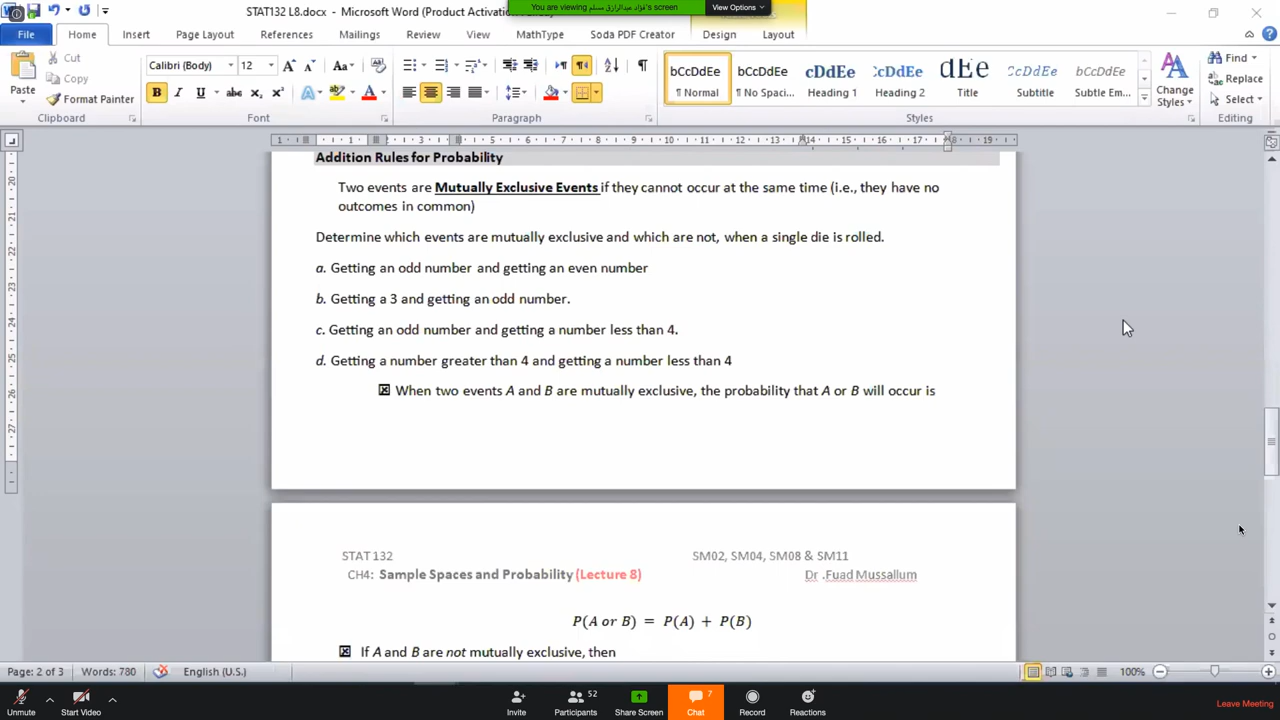 STAT132 L8.docx - Microsoft Word (Product Activation
You are viewing فؤاد عبدالرازق مسلم's screen
View Options
File Home Insert Page Layout References Mailings Review View MathType Soda PDF Creator Design Layout
Paste
Cut
Copy
Format Painter
Clipboard
Calibri (Body) 12
Font
Paragraph
bCcDdEe bCcDdEe cDdEe bCcDdEe dEe CcDdEe bCcDdEe
¶ Normal ¶ No Spaci... Heading 1 Heading 2 Title Subtitle Subtle Em...
Change Styles
Styles
Find
Replace
Select
Editing
Addition Rules for Probability
Two events are Mutually Exclusive Events if they cannot occur at the same time (i.e., they have no
outcomes in common)
Determine which events are mutually exclusive and which are not, when a single die is rolled.
a. Getting an odd number and getting an even number
b. Getting a 3 and getting an odd number.
c. Getting an odd number and getting a number less than 4.
d. Getting a number greater than 4 and getting a number less than 4
When two events A and B are mutually exclusive, the probability that A or B will occur is
STAT 132 SM02, SM04, SM08 & SM11
CH4: Sample Spaces and Probability (Lecture 8) Dr .Fuad Mussallum
P(A or B) = P(A) + P(B)
If A and B are not mutually exclusive, then
Page: 2 of 3 Words: 780 English (U.S.) 100%
Unmute Start Video Invite Participants 52 Share Screen Chat 7 Record Reactions Leave Meeting